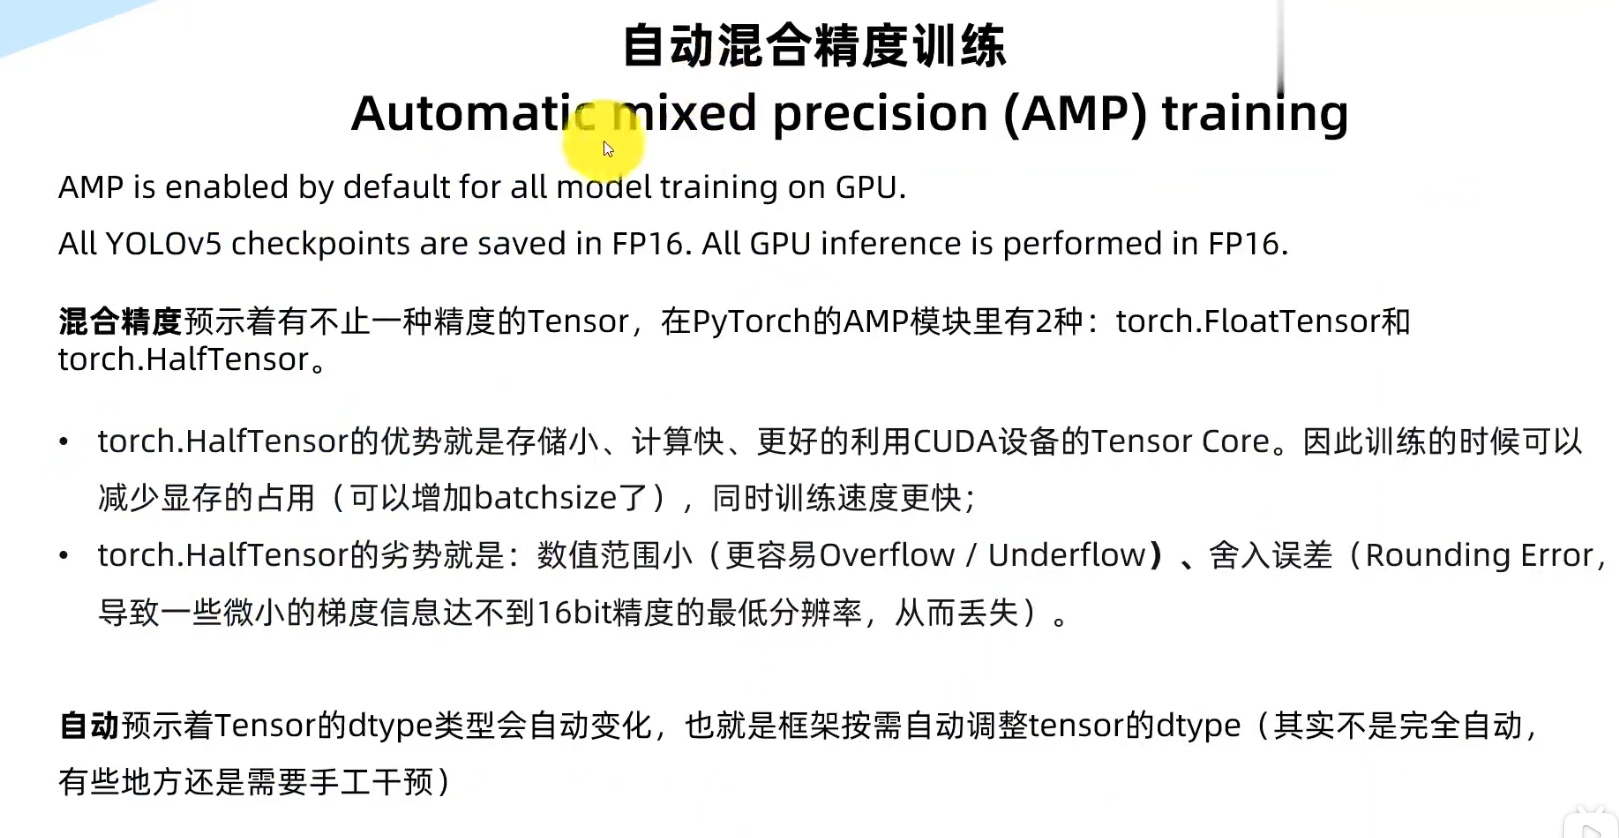 自动混合精度训练
Automatic mixed precision (AMP) training
AMP is enabled by default for all model training on GPU.
All YOLOv5 checkpoints are saved in FP16. All GPU inference is performed in FP16.
混合精度预示着有不止一种精度的Tensor，在PyTorch的AMP模块里有2种：torch.FloatTensor和
torch.HalfTensor。
• torch.HalfTensor的优势就是存储小、计算快、更好的利用CUDA设备的Tensor Core。因此训练的时候可以
减少显存的占用（可以增加batchsize了），同时训练速度更快；
• torch.HalfTensor的劣势就是：数值范围小（更容易Overflow / Underflow）、舍入误差（Rounding Error，
导致一些微小的梯度信息达不到16bit精度的最低分辨率，从而丢失）。
自动预示着Tensor的dtype类型会自动变化，也就是框架按需自动调整tensor的dtype（其实不是完全自动，
有些地方还是需要手工干预）